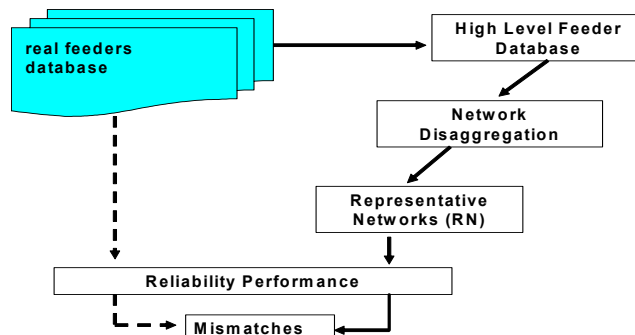 real feeders
database
High Level Feeder
Database
Network
Disaggregation
Representative
Networks (RN)
Reliability Performance
Mismatches